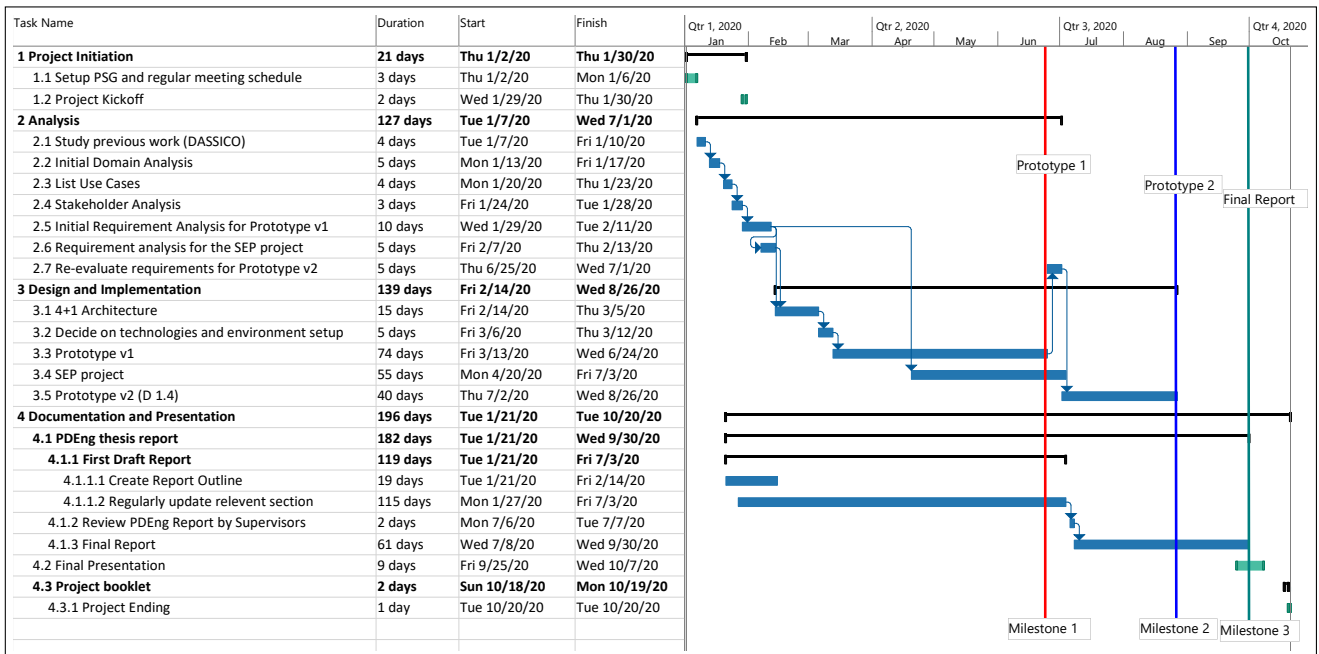 Task Name Duration Start Finish Qtr 1, 2020 Qtr 2, 2020 Qtr 3, 2020 Qtr 4, 2020
Jan Feb Mar Apr May Jun Jul Aug Sep Oct
1 Project Initiation 21 days Thu 1/2/20 Thu 1/30/20
1.1 Setup PSG and regular meeting schedule 3 days Thu 1/2/20 Mon 1/6/20
1.2 Project Kickoff 2 days Wed 1/29/20 Thu 1/30/20
2 Analysis 127 days Tue 1/7/20 Wed 7/1/20
2.1 Study previous work (DASSICO) 4 days Tue 1/7/20 Fri 1/10/20
2.2 Initial Domain Analysis 5 days Mon 1/13/20 Fri 1/17/20
Prototype 1
2.3 List Use Cases 4 days Mon 1/20/20 Thu 1/23/20
Prototype 2
2.4 Stakeholder Analysis 3 days Fri 1/24/20 Tue 1/28/20
Final Report
2.5 Initial Requirement Analysis for Prototype v1 10 days Wed 1/29/20 Tue 2/11/20
2.6 Requirement analysis for the SEP project 5 days Fri 2/7/20 Thu 2/13/20
2.7 Re-evaluate requirements for Prototype v2 5 days Thu 6/25/20 Wed 7/1/20
3 Design and Implementation 139 days Fri 2/14/20 Wed 8/26/20
3.1 4+1 Architecture 15 days Fri 2/14/20 Thu 3/5/20
3.2 Decide on technologies and environment setup 5 days Fri 3/6/20 Thu 3/12/20
3.3 Prototype v1 74 days Fri 3/13/20 Wed 6/24/20
3.4 SEP project 55 days Mon 4/20/20 Fri 7/3/20
3.5 Prototype v2 (D 1.4) 40 days Thu 7/2/20 Wed 8/26/20
4 Documentation and Presentation 196 days Tue 1/21/20 Tue 10/20/20
4.1 PDEng thesis report 182 days Tue 1/21/20 Wed 9/30/20
4.1.1 First Draft Report 119 days Tue 1/21/20 Fri 7/3/20
4.1.1.1 Create Report Outline 19 days Tue 1/21/20 Fri 2/14/20
4.1.1.2 Regularly update relevent section 115 days Mon 1/27/20 Fri 7/3/20
4.1.2 Review PDEng Report by Supervisors 2 days Mon 7/6/20 Tue 7/7/20
4.1.3 Final Report 61 days Wed 7/8/20 Wed 9/30/20
4.2 Final Presentation 9 days Fri 9/25/20 Wed 10/7/20
4.3 Project booklet 2 days Sun 10/18/20 Mon 10/19/20
4.3.1 Project Ending 1 day Tue 10/20/20 Tue 10/20/20
Milestone 1 Milestone 2 Milestone 3